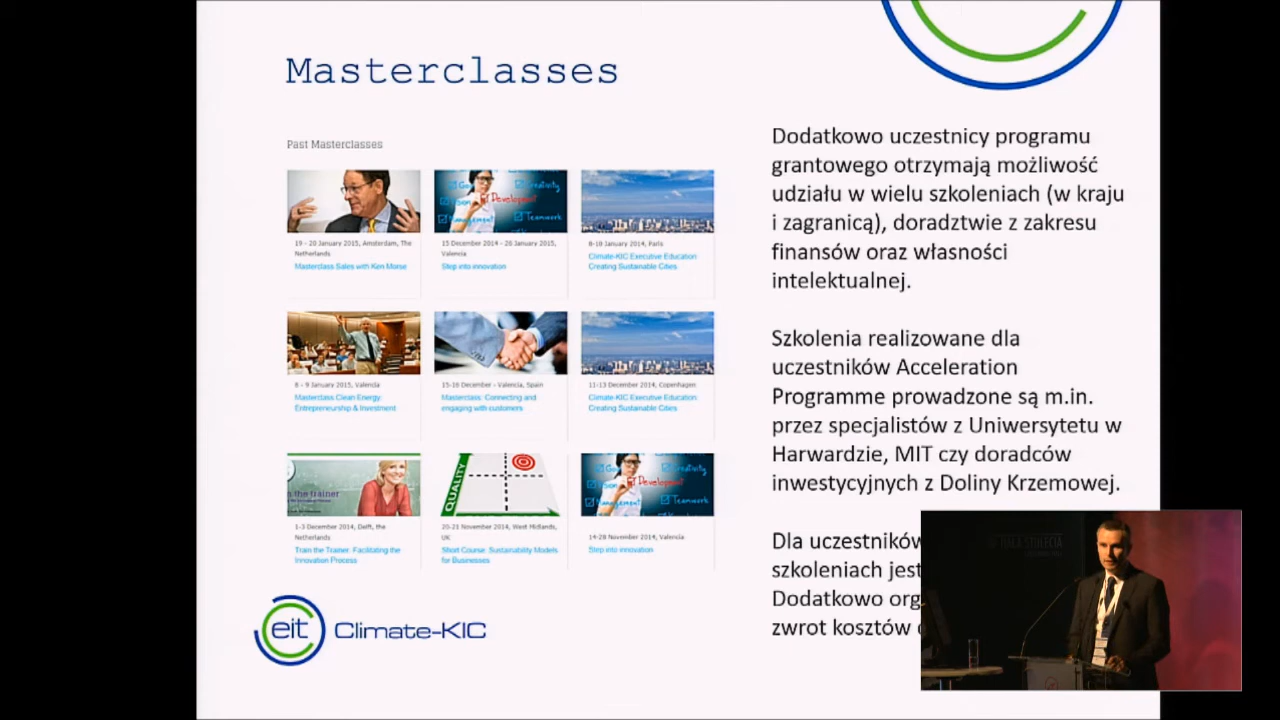 Masterclasses
Past Masterclasses
19 - 20 January 2015, Amsterdam, The
Netherlands
Masterclass Sales with Ken Morse
15 December 2014 - 20 January 2015,
Valencia
Step into innovation
8-10 January 2014, Paris
Climate-KIC Executive Education
Creating Sustainable Cities
8 - 9 January 2015, Valencia
Masterclass Clean Energy:
Entrepreneurship & Investment
15-16 December - Valencia, Spain
Masterclass: Connecting and
engaging with customers
11-13 December 2014, Copenhagen
Climate-KIC Executive Education
Creating Sustainable Cities
the trainer
1-3 December 2014, Delft, the
Netherlands
Train the Trainer: Facilitating the
Innovation Process
QUALITY
20-21 November 2014, West Midlands,
UK
Short Course: Sustainability Models
for Businesses
Creativity
Development
Teamwork
14-28 November 2014, Valencia
Step into innovation
Dodatkowo uczestnicy programu
grantowego otrzymają możliwość
udziału w wielu szkoleniach (w kraju
i zagranicą), doradztwie z zakresu
finansów oraz własności
intelektualnej.
Szkolenia realizowane dla
uczestników Acceleration
Programme prowadzone są m.in.
przez specjalistów z Uniwersytetu w
Harwardzie, MIT czy doradców
inwestycyjnych z Doliny Krzemowej.
Dla uczestników
szkoleniach jest
Dodatkowo org
zwrot kosztów
eit Climate-KIC